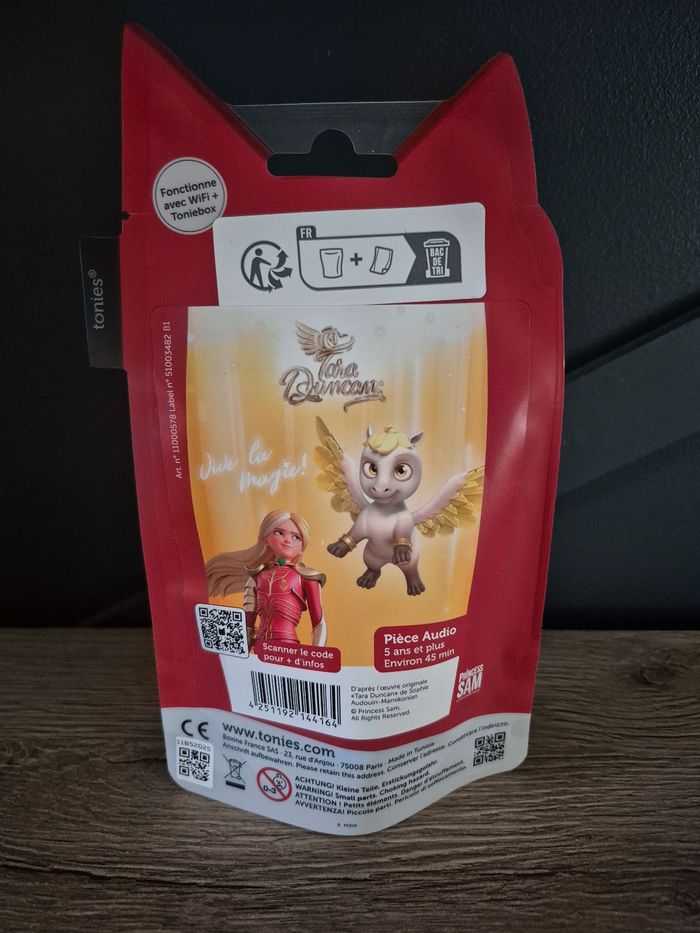 Fonctionne
avec WiFi +
Toniebox
tonies®
FR
BAC
DE
TRI
Art. n° 11000578 Label n° 51003482 B1
Tara
Duncan
Vive la
magie!
Scanner le code
pour + d'infos
Pièce Audio
5 ans et plus
Environ 45 min
D'après l'œuvre originale
«Tara Duncan» de Sophie
Audouin-Mamikonian
© Princess Sam.
All Rights Reserved.
PRINCESS
SAM
4 251192 144164
CE
11B52025
www.tonies.com
Boxine France SAS · 23, rue d'Anjou · 75008 Paris · Made in Tunisia
Anschrift aufbewahren. Please retain this address. Conserver l'adresse. Conservare l'indirizzo.
0-3
ACHTUNG! Kleine Teile. Erstickungsgefahr.
WARNING! Small parts. Choking hazard.
ATTENTION ! Petits éléments. Danger d'étouffement.
AVVERTENZA! Piccole parti. Pericolo di soffocamento.